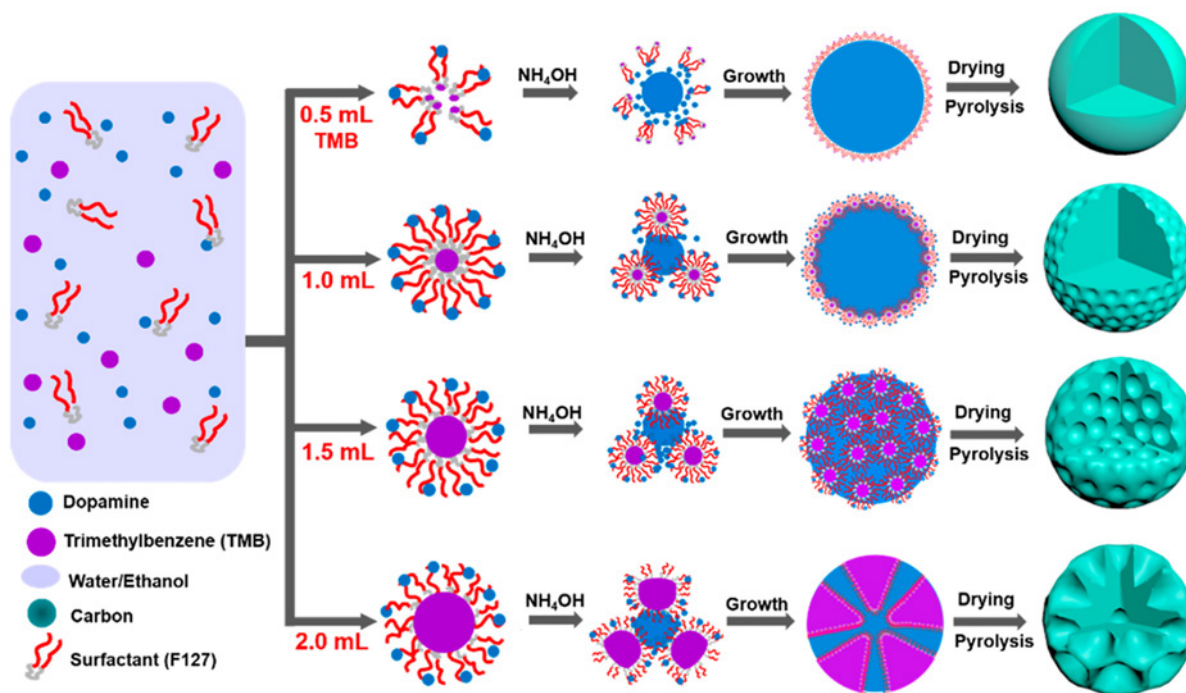 0.5 mL
TMB
NH₄OH
Growth
Drying
Pyrolysis
1.0 mL
NH₄OH
Growth
Drying
Pyrolysis
1.5 mL
NH₄OH
Growth
Drying
Pyrolysis
2.0 mL
NH₄OH
Growth
Drying
Pyrolysis
Dopamine
Trimethylbenzene (TMB)
Water/Ethanol
Carbon
Surfactant (F127)